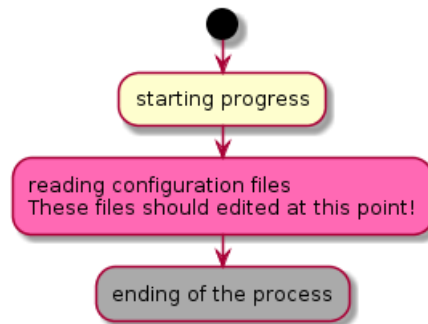 starting progress
reading configuration files
These files should edited at this point!
ending of the process